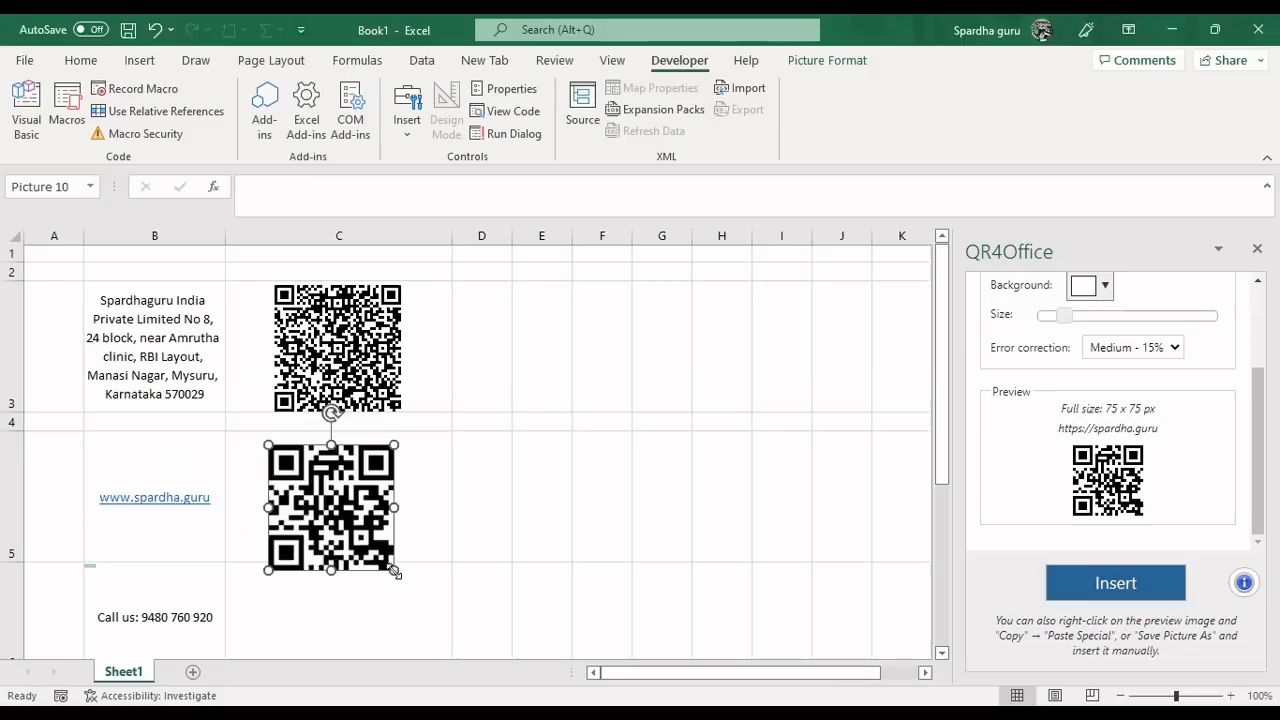 AutoSave Off Book1 - Excel Search (Alt+Q) Spardha guru
File Home Insert Draw Page Layout Formulas Data New Tab Review View Developer Help Picture Format Comments Share
Visual Basic
Macros
Record Macro
Use Relative References
Macro Security
Code
Add-ins
Excel Add-ins
COM Add-ins
Add-ins
Insert
Design Mode
Properties
View Code
Run Dialog
Controls
Source
Map Properties
Expansion Packs
Refresh Data
Import
Export
XML
Picture 10
fx
A B C D E F G H I J K
1
2
3
4
5
Spardhaguru India
Private Limited No 8,
24 block, near Amrutha
clinic, RBI Layout,
Manasi Nagar, Mysuru,
Karnataka 570029
www.spardha.guru
Call us: 9480 760 920
QR4Office
Background:
Size:
Error correction: Medium - 15%
Preview
Full size: 75 x 75 px
https://spardha.guru
Insert
You can also right-click on the preview image and
"Copy" → "Paste Special", or "Save Picture As" and
insert it manually.
Sheet1
Ready Accessibility: Investigate 100%